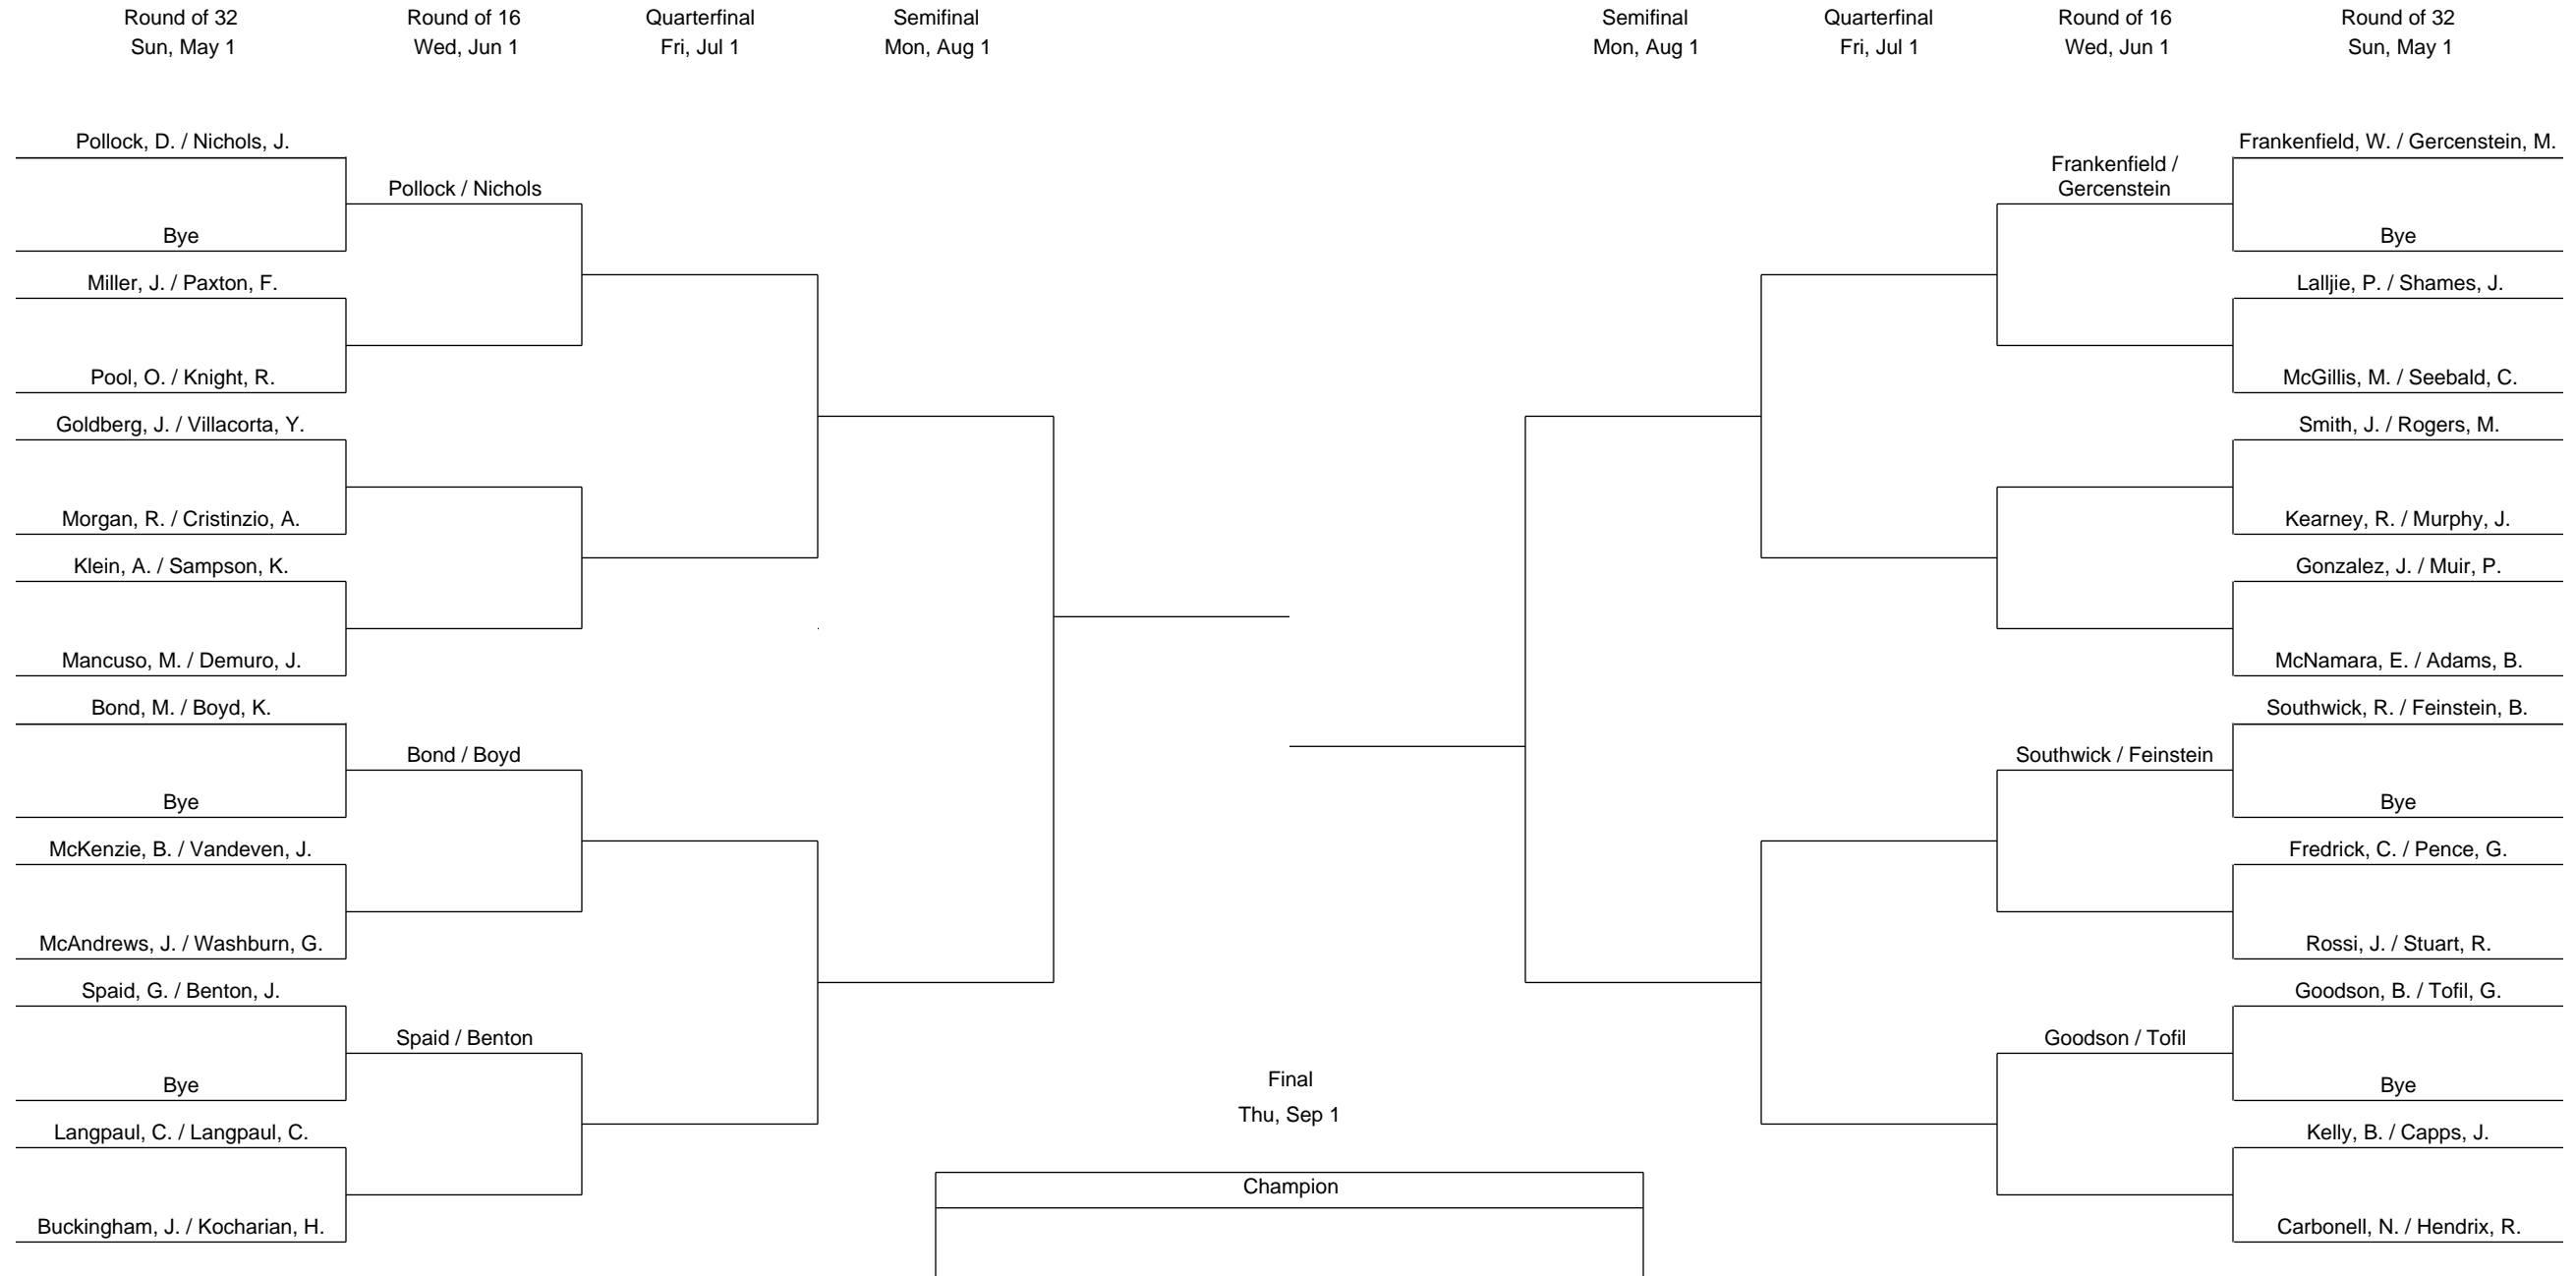 Round of 32
Sun, May 1
Round of 16
Wed, Jun 1
Quarterfinal
Fri, Jul 1
Semifinal
Mon, Aug 1
Semifinal
Mon, Aug 1
Quarterfinal
Fri, Jul 1
Round of 16
Wed, Jun 1
Round of 32
Sun, May 1
Pollock, D. / Nichols, J.
Bye
Miller, J. / Paxton, F.
Pool, O. / Knight, R.
Goldberg, J. / Villacorta, Y.
Morgan, R. / Cristinzio, A.
Klein, A. / Sampson, K.
Mancuso, M. / Demuro, J.
Bond, M. / Boyd, K.
Bye
McKenzie, B. / Vandeven, J.
McAndrews, J. / Washburn, G.
Spaid, G. / Benton, J.
Bye
Langpaul, C. / Langpaul, C.
Buckingham, J. / Kocharian, H.
Pollock / Nichols
Bond / Boyd
Spaid / Benton
Final
Thu, Sep 1
Champion
Frankenfield /
Gercenstein
Southwick / Feinstein
Goodson / Tofil
Frankenfield, W. / Gercenstein, M.
Bye
Lalljie, P. / Shames, J.
McGillis, M. / Seebald, C.
Smith, J. / Rogers, M.
Kearney, R. / Murphy, J.
Gonzalez, J. / Muir, P.
McNamara, E. / Adams, B.
Southwick, R. / Feinstein, B.
Bye
Fredrick, C. / Pence, G.
Rossi, J. / Stuart, R.
Goodson, B. / Tofil, G.
Bye
Kelly, B. / Capps, J.
Carbonell, N. / Hendrix, R.